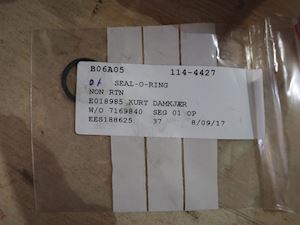 B06A05 114-4427
01 SEAL-O-RING
NON RTN
E018985 KURT DAMKJÆR
W/O 7169840 SEG 01 OP
EES188625 37 8/09/17